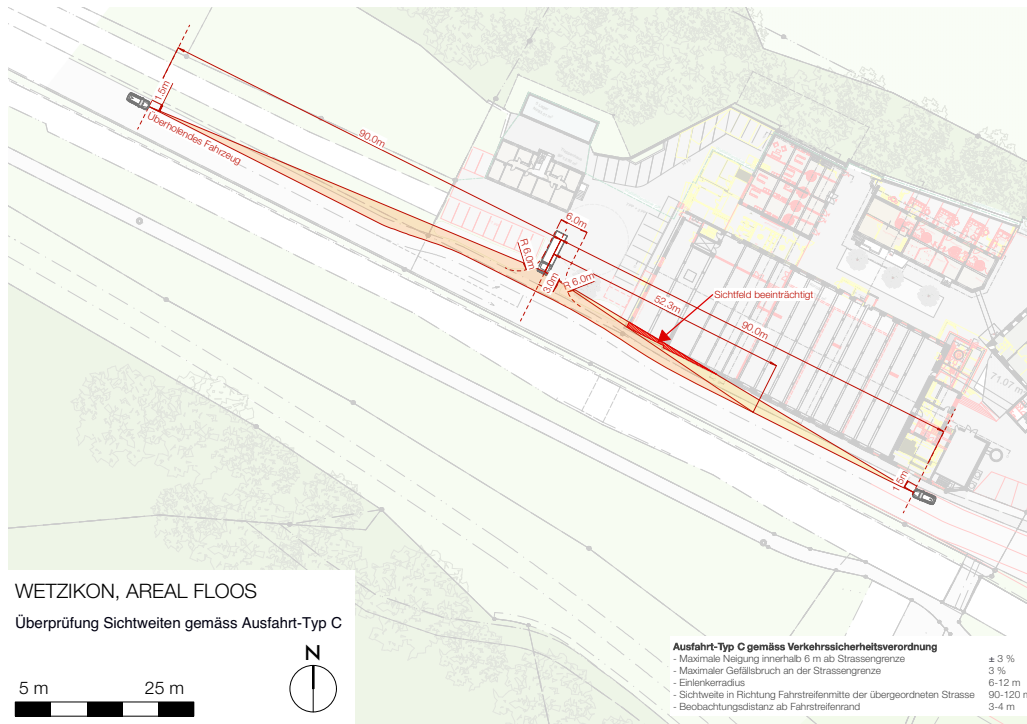 1.5m
90.0m
Überholendes Fahrzeug
6.0m
R 6.0m
3.0m
R 6.0m
52.3m
Sichtfeld beeinträchtigt
90.0m
71.07 m
1.5m
WETZIKON, AREAL FLOOS
Überprüfung Sichtweiten gemäss Ausfahrt-Typ C
N
5 m 25 m
Ausfahrt-Typ C gemäss Verkehrssicherheitsverordnung
- Maximale Neigung innerhalb 6 m ab Strassengrenze ± 3 %
- Maximaler Gefällsbruch an der Strassengrenze 3 %
- Einlenkerradius 6-12 m
- Sichtweite in Richtung Fahrstreifenmitte der übergeordneten Strasse 90-120 m
- Beobachtungsdistanz ab Fahrstreifenrand 3-4 m